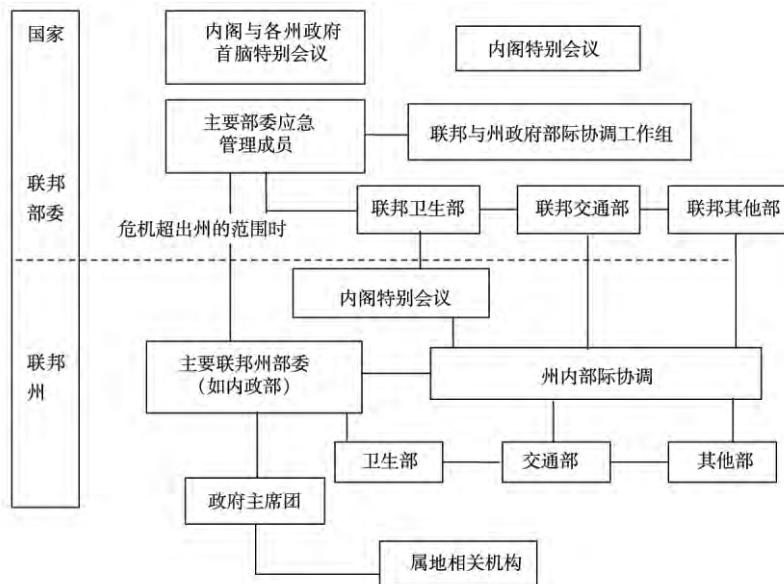 国家
内阁与各州政府
首脑特别会议
内阁特别会议
主要部委应急
管理成员
联邦与州政府部际协调工作组
联邦
部委
联邦卫生部
联邦交通部
联邦其他部
危机超出州的范围时
内阁特别会议
联邦
州
主要联邦州部委
（如内政部）
州内部际协调
卫生部
交通部
其他部
政府主席团
属地相关机构